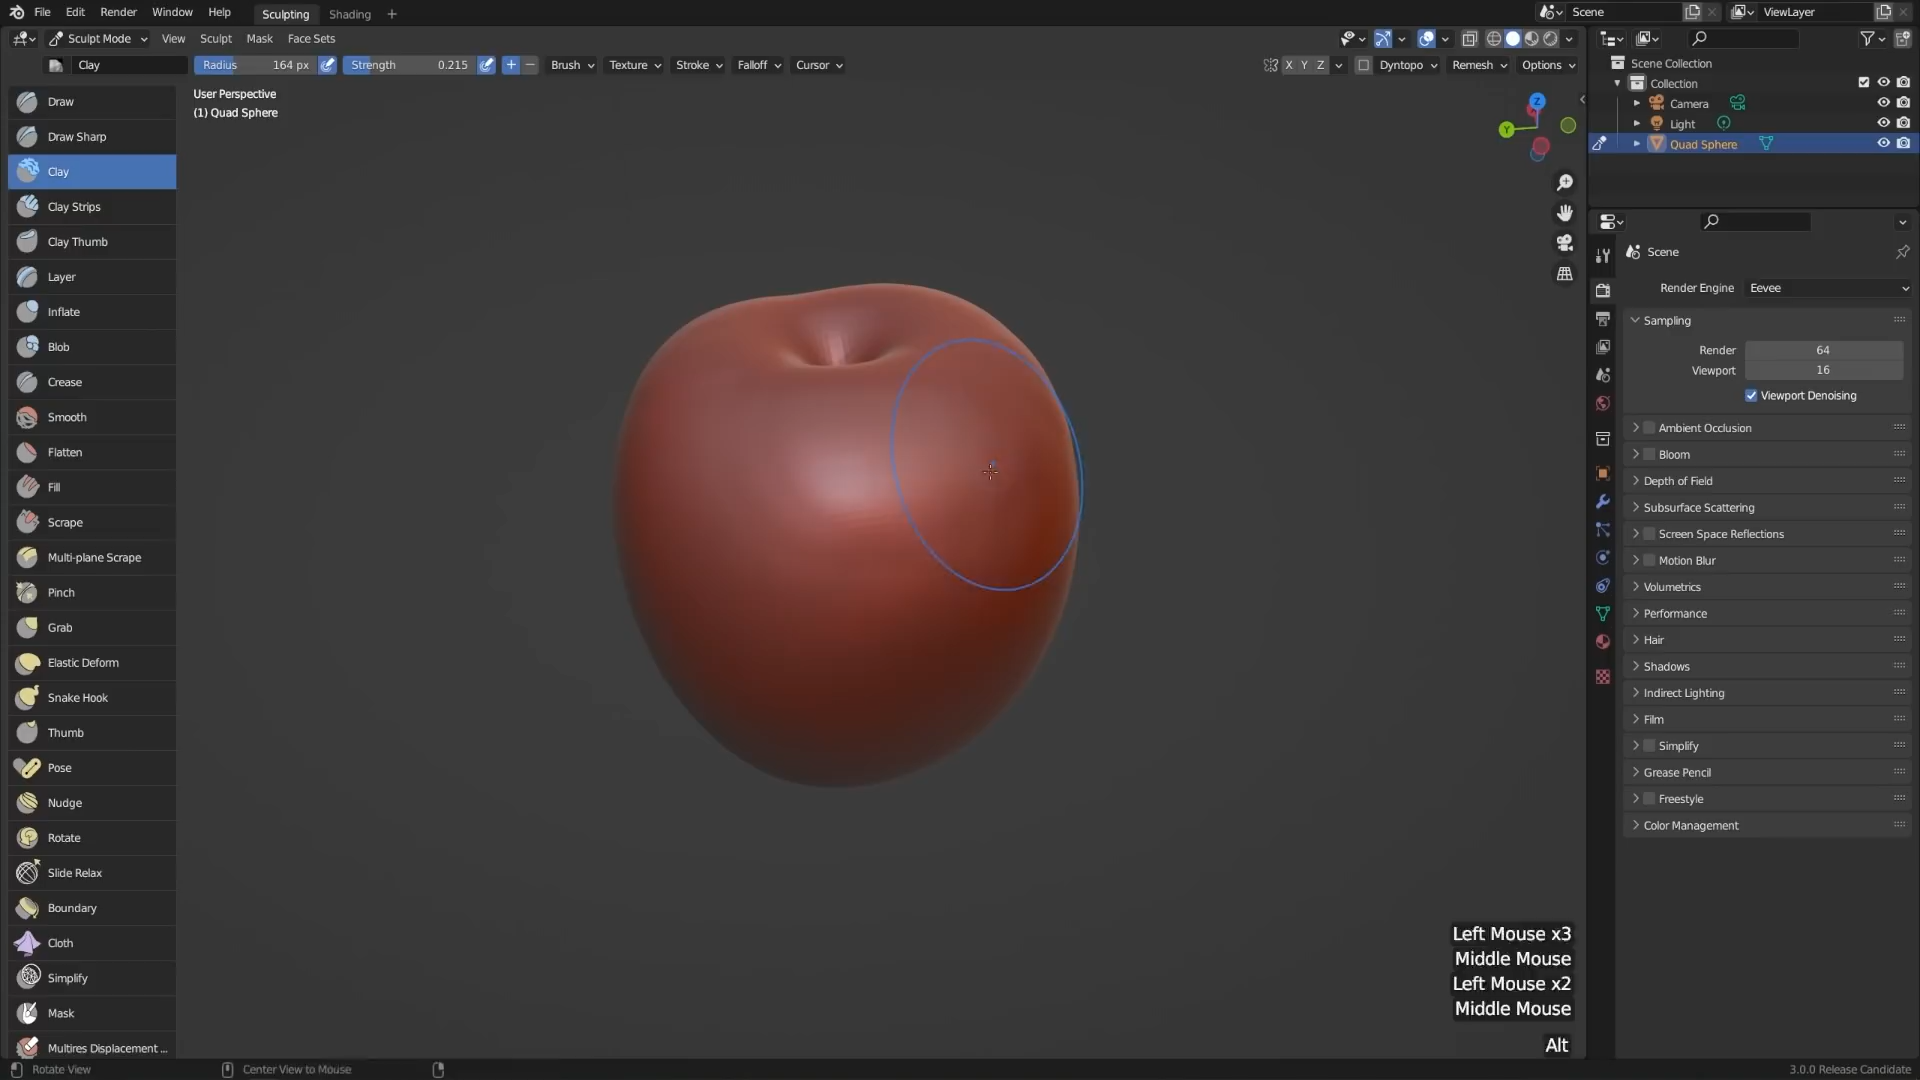 File Edit Render Window Help Sculpting Shading + Scene ViewLayer
Sculpt Mode View Sculpt Mask Face Sets
Clay Radius 164 px Strength 0.215 + − Brush Texture Stroke Falloff Cursor X Y Z Dyntopo Remesh Options
User Perspective
(1) Quad Sphere
Z
Y
Draw
Draw Sharp
Clay
Clay Strips
Clay Thumb
Layer
Inflate
Blob
Crease
Smooth
Flatten
Fill
Scrape
Multi-plane Scrape
Pinch
Grab
Elastic Deform
Snake Hook
Thumb
Pose
Nudge
Rotate
Slide Relax
Boundary
Cloth
Simplify
Mask
Multires Displacement ...
Left Mouse x3
Middle Mouse
Left Mouse x2
Middle Mouse
Alt
Scene Collection
Collection
Camera
Light
Quad Sphere
Scene
Render Engine Eevee
Sampling
Render 64
Viewport 16
Viewport Denoising
Ambient Occlusion
Bloom
Depth of Field
Subsurface Scattering
Screen Space Reflections
Motion Blur
Volumetrics
Performance
Hair
Shadows
Indirect Lighting
Film
Simplify
Grease Pencil
Freestyle
Color Management
Rotate View Center View to Mouse 3.0.0 Release Candidate